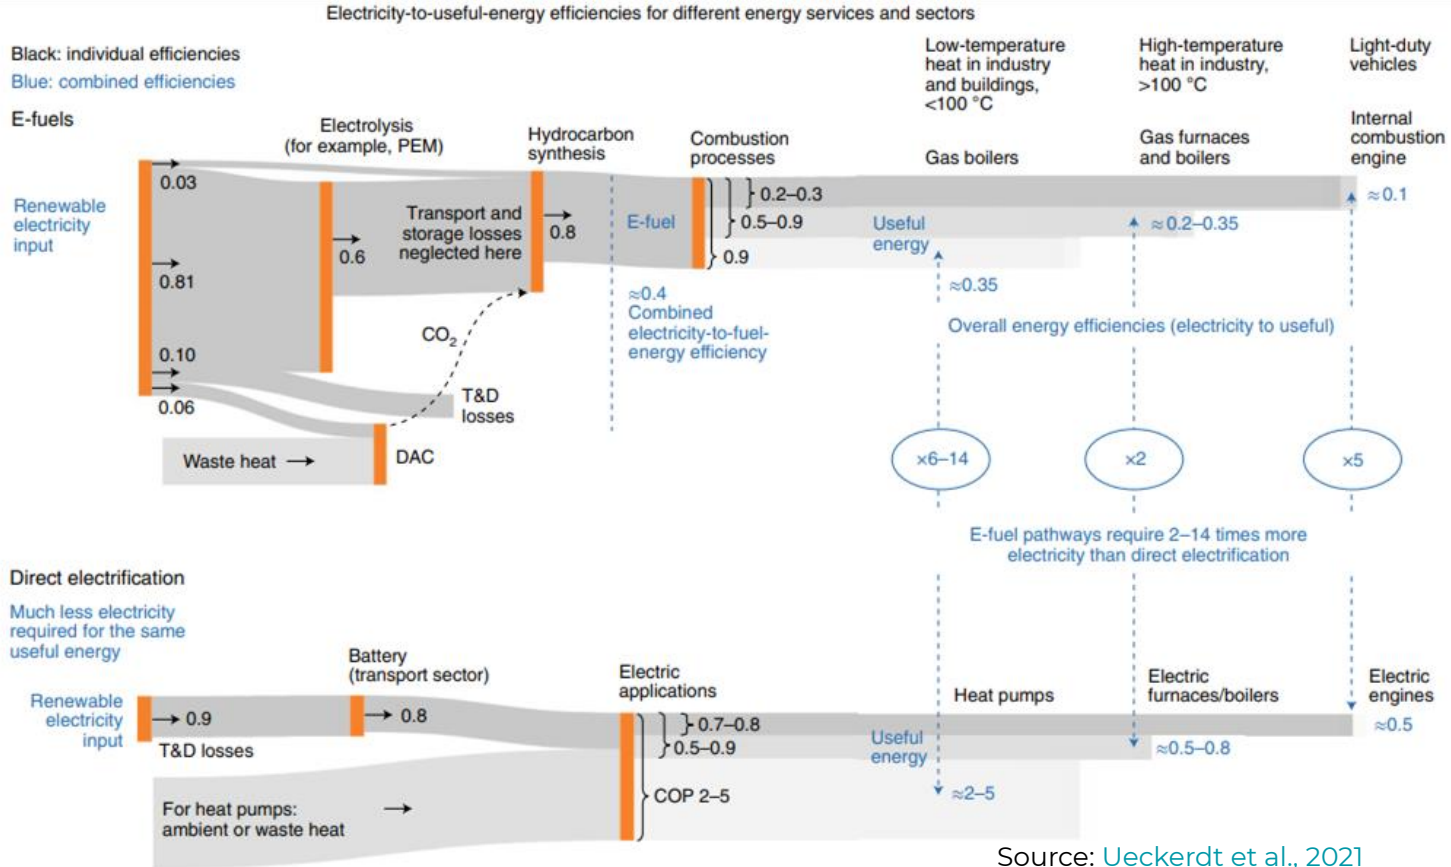 Electricity-to-useful-energy efficiencies for different energy services and sectors
Black: individual efficiencies
Blue: combined efficiencies
Low-temperature
heat in industry
and buildings,
<100 °C
High-temperature
heat in industry,
>100 °C
Light-duty
vehicles
E-fuels
Electrolysis
(for example, PEM)
Hydrocarbon
synthesis
Combustion
processes
Gas boilers
Gas furnaces
and boilers
Internal
combustion
engine
Renewable
electricity
input
0.03
0.81
0.10
0.06
0.6
Transport and
storage losses
neglected here
0.8
E-fuel
0.2–0.3
0.5–0.9
0.9
Useful
energy
≈0.35
≈0.2–0.35
≈0.1
≈0.4
Combined
electricity-to-fuel-
energy efficiency
Overall energy efficiencies (electricity to useful)
CO2
T&D
losses
Waste heat
DAC
×6–14
×2
×5
E-fuel pathways require 2–14 times more
electricity than direct electrification
Direct electrification
Much less electricity
required for the same
useful energy
Battery
(transport sector)
Electric
applications
Heat pumps
Electric
furnaces/boilers
Electric
engines
Renewable
electricity
input
0.9
T&D losses
0.8
0.7–0.8
0.5–0.9
COP 2–5
Useful
energy
≈2–5
≈0.5–0.8
≈0.5
For heat pumps:
ambient or waste heat
Source: Ueckerdt et al., 2021